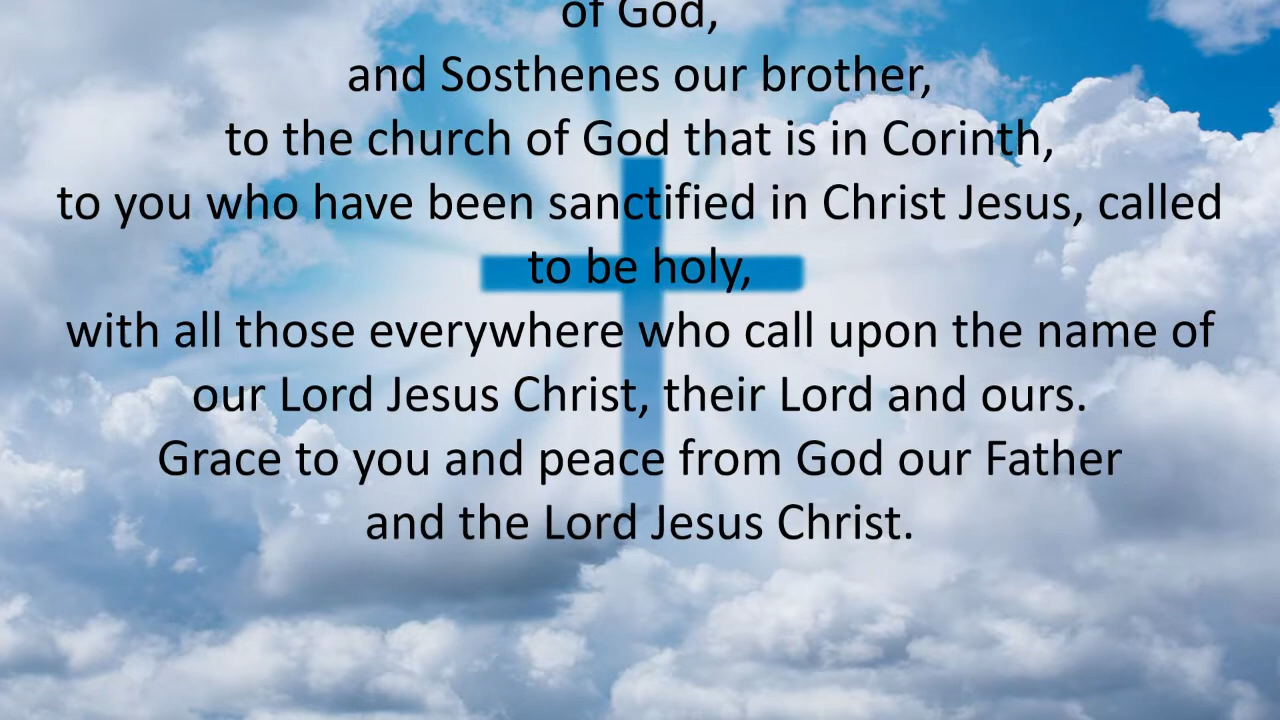 of God,
and Sosthenes our brother,
to the church of God that is in Corinth,
to you who have been sanctified in Christ Jesus, called
to be holy,
with all those everywhere who call upon the name of
our Lord Jesus Christ, their Lord and ours.
Grace to you and peace from God our Father
and the Lord Jesus Christ.